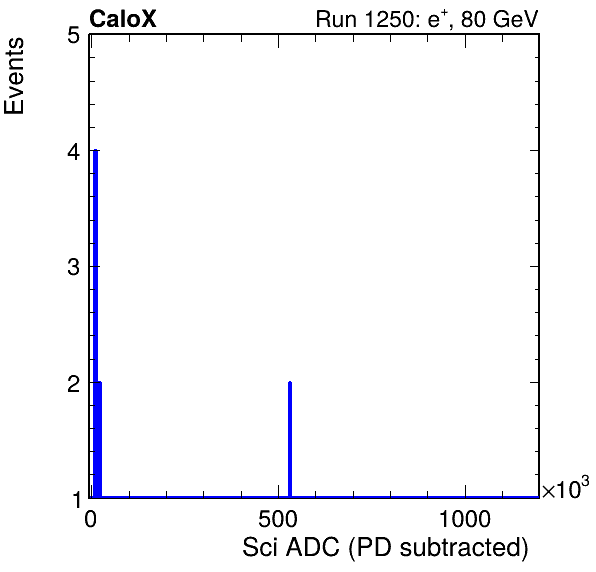 CaloX Run 1250: e⁺, 80 GeV
Events
5
4
3
2
1
0 500 1000 ×10³
Sci ADC (PD subtracted)